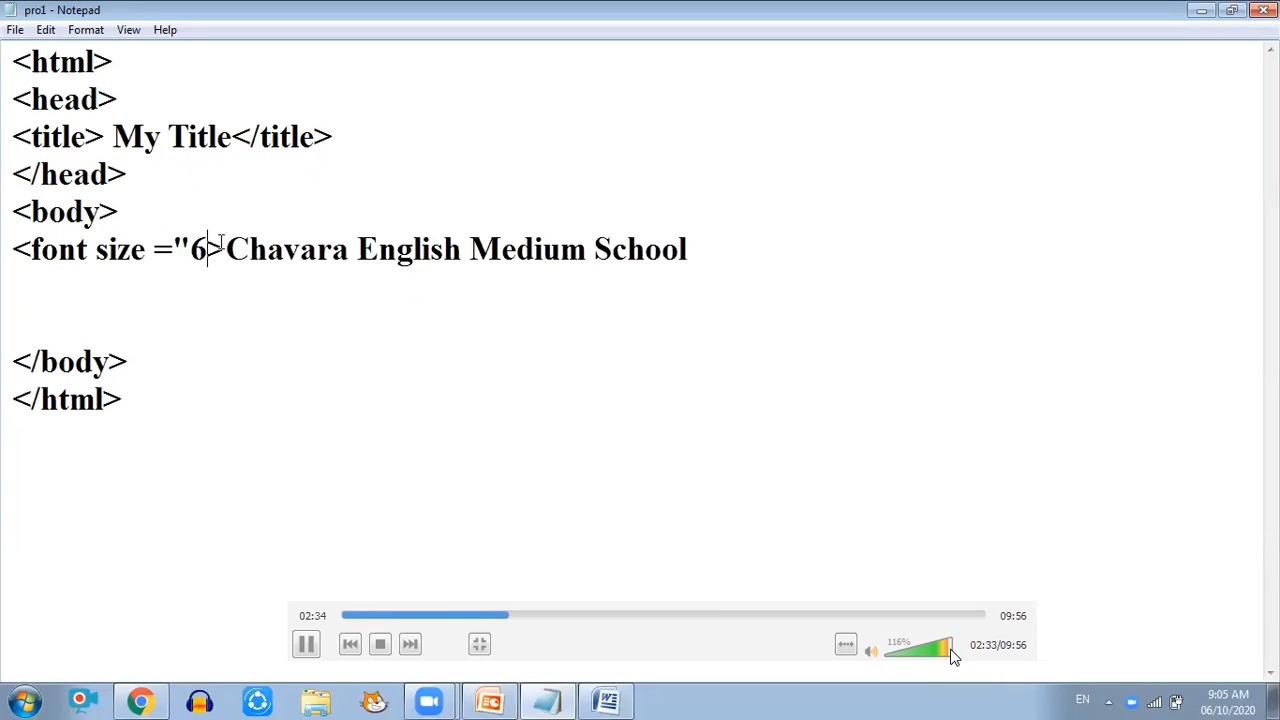 pro1 - Notepad
File Edit Format View Help
<html>
<head>
<title> My Title</title>
</head>
<body>
<font size ="6>Chavara English Medium School
</body>
</html>
02:34 09:56
116% 02:33/09:56
EN 9:05 AM
06/10/2020